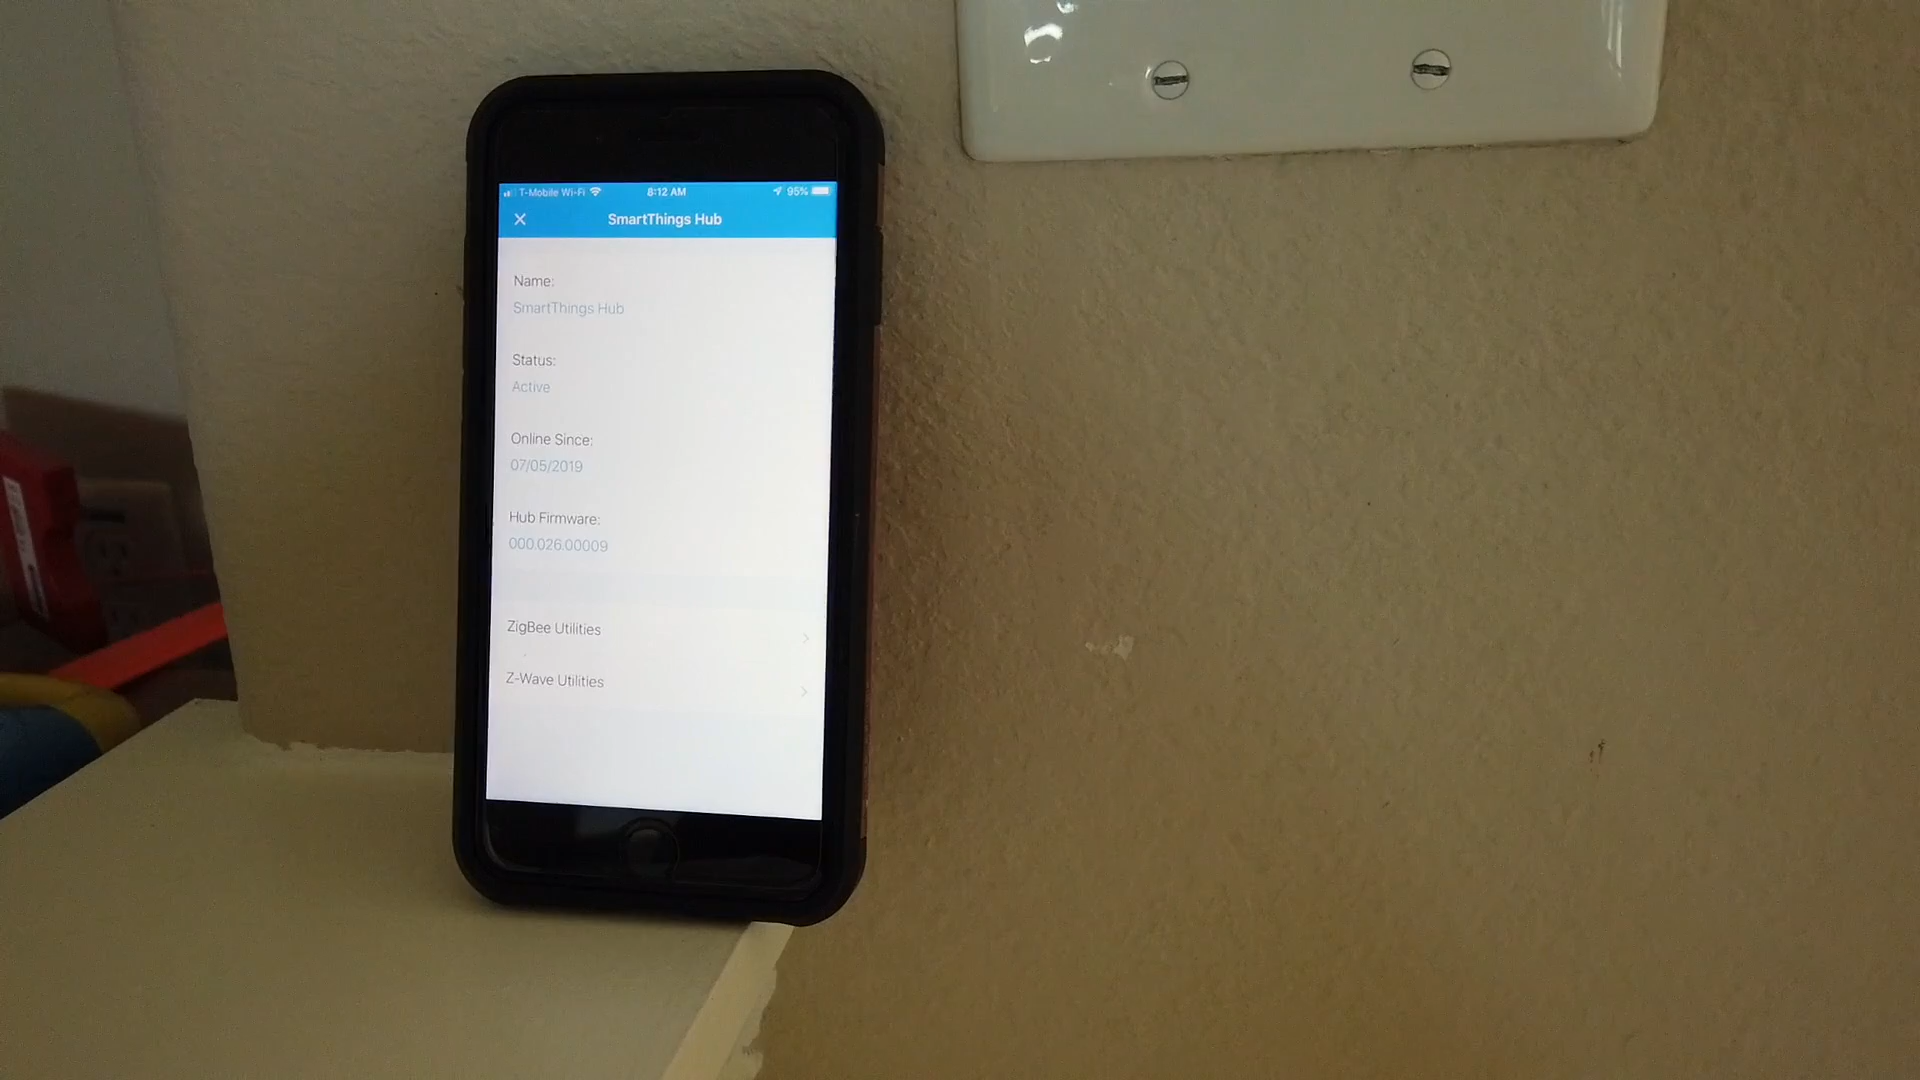 T-Mobile Wi-Fi 8:12 AM 95%
SmartThings Hub
Name:
SmartThings Hub
Status:
Active
Online Since:
07/05/2019
Hub Firmware:
000.026.00009
ZigBee Utilities
Z-Wave Utilities